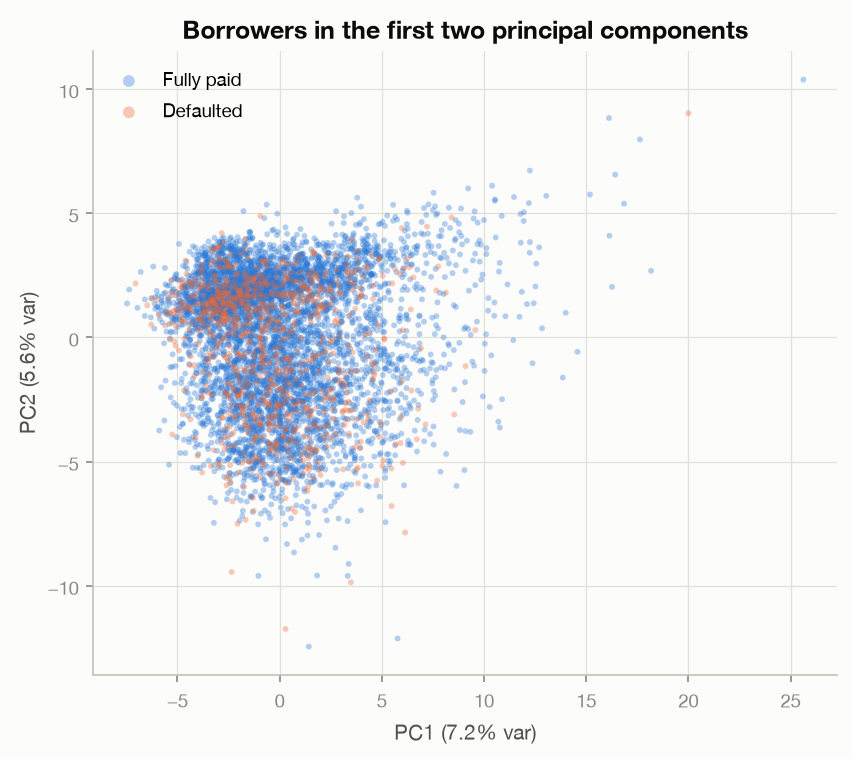 Borrowers in the first two principal components
Fully paid
Defaulted
10
5
0
−5
−10
PC2 (5.6% var)
−5 0 5 10 15 20 25
PC1 (7.2% var)